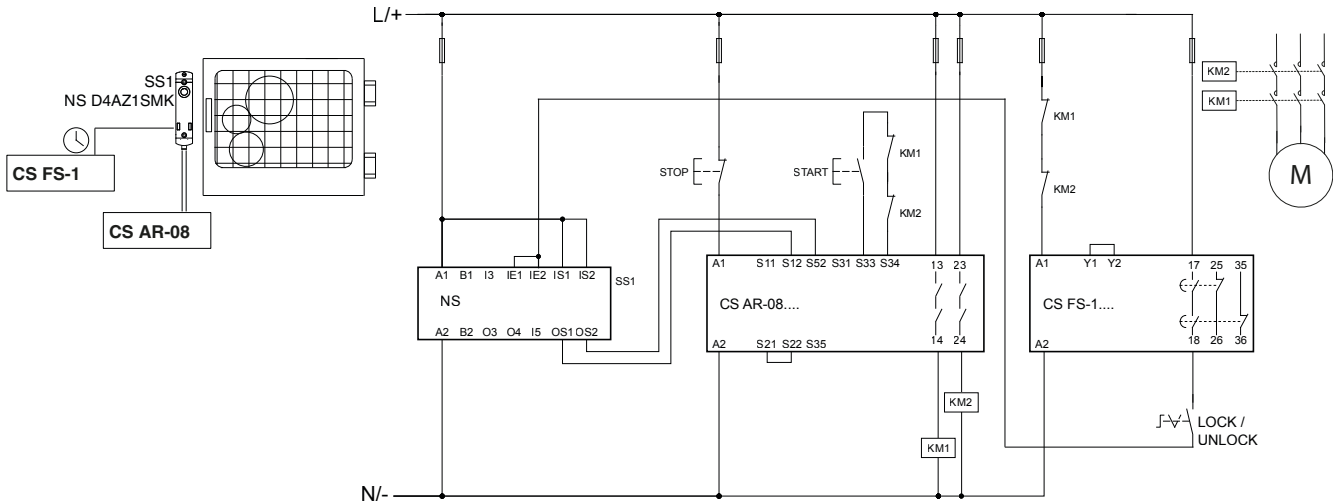 L/+
SS1
NS D4AZ1SMK
CS FS-1
CS AR-08
KM2
KM1
M
KM1
KM2
STOP
START
KM1
KM2
A1 B1 I3 IE1 IE2 IS1 IS2
SS1
NS
A2 B2 O3 O4 I5 OS1 OS2
A1 S11 S12 S52 S31 S33 S34 13 23
CS AR-08....
A2 S21 S22 S35 14 24
A1 Y1 Y2 17 25 35
CS FS-1....
A2 18 26 36
KM2
KM1
LOCK /
UNLOCK
N/-